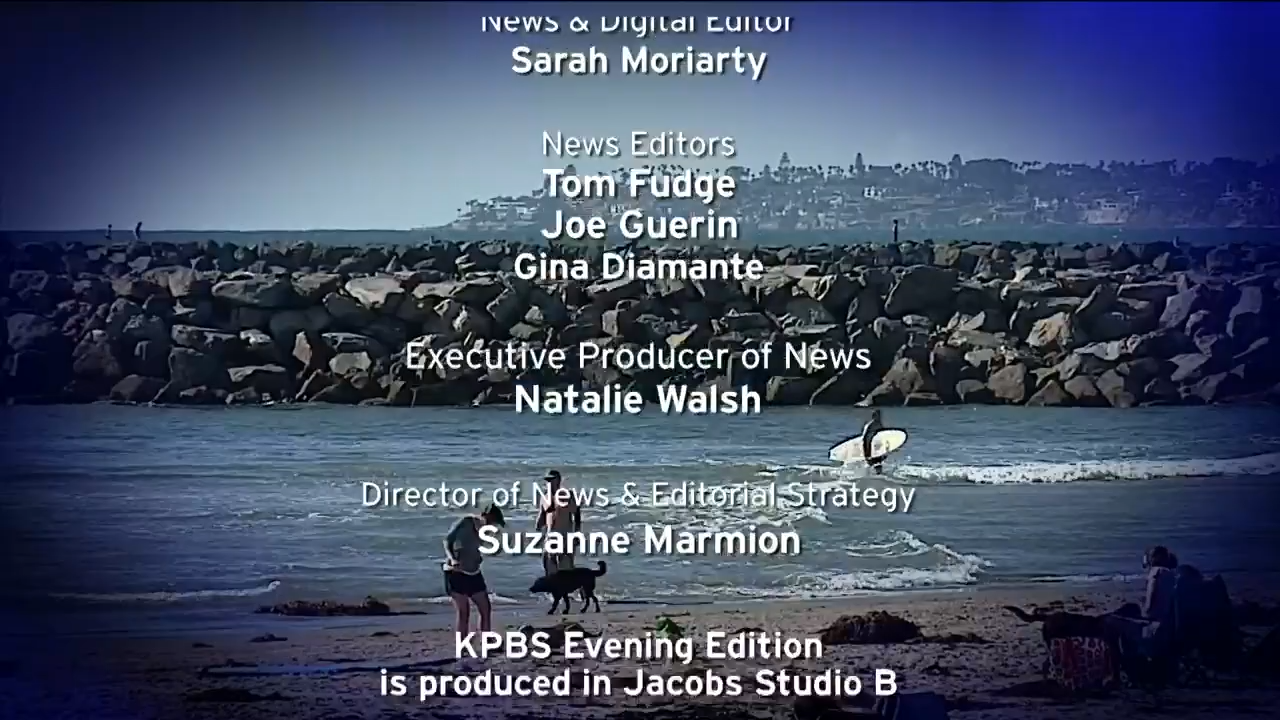 News & Digital Editor
Sarah Moriarty
News Editors
Tom Fudge
Joe Guerin
Gina Diamante
Executive Producer of News
Natalie Walsh
Director of News & Editorial Strategy
Suzanne Marmion
KPBS Evening Edition
is produced in Jacobs Studio B